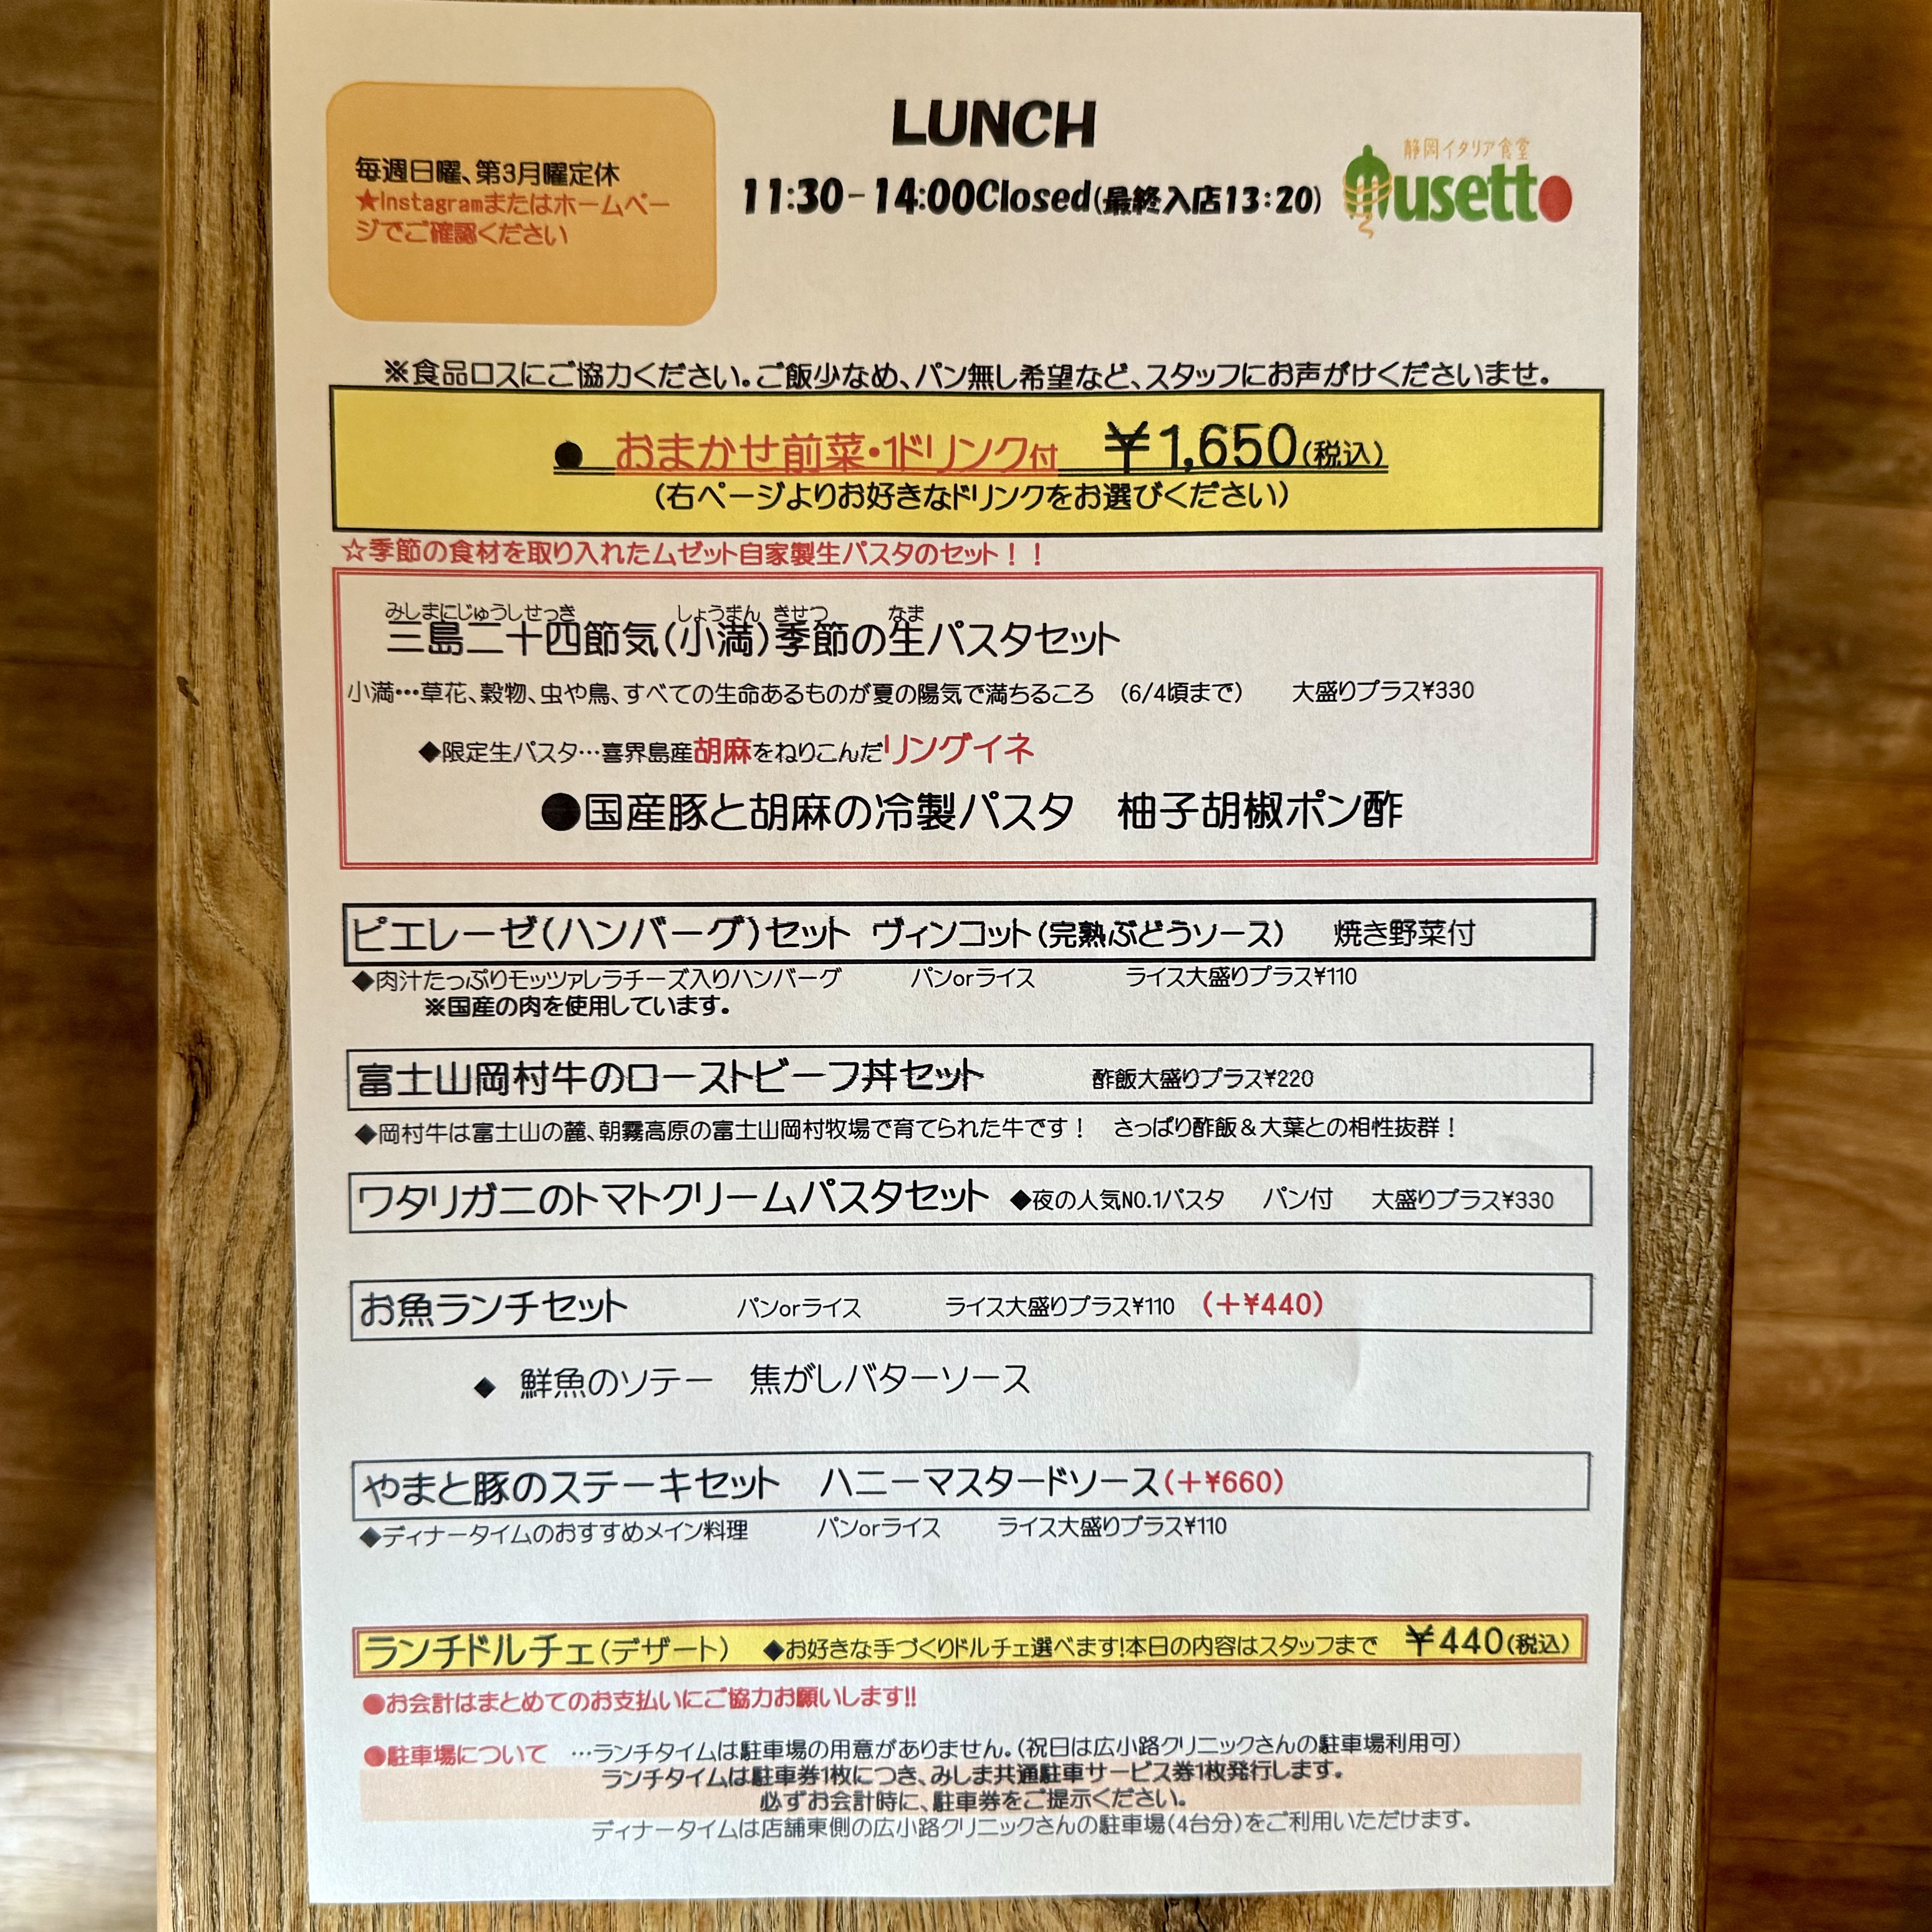 毎週日曜、第3月曜定休
★Instagramまたはホームペー
ジでご確認ください
LUNCH
11:30-14:00Closed(最終入店13:20)
静岡イタリア食堂
musetto
※食品ロスにご協力ください。ご飯少なめ、パン無し希望など、スタッフにお声がけくださいませ。
● おまかせ前菜・1ドリンク付 ¥1,650(税込)
(右ページよりお好きなドリンクをお選びください)
☆季節の食材を取り入れたムゼット自家製生パスタのセット！！
みしまにじゅうしせっき しょうまん きせつ なま
三島二十四節気(小満)季節の生パスタセット
小満…草花、穀物、虫や鳥、すべての生命あるものが夏の陽気で満ちるころ (6/4頃まで) 大盛りプラス¥330
◆限定生パスタ…喜界島産胡麻をねりこんだリングイネ
●国産豚と胡麻の冷製パスタ 柚子胡椒ポン酢
ピエレーゼ(ハンバーグ)セット ヴィンコット(完熟ぶどうソース) 焼き野菜付
◆肉汁たっぷりモッツァレラチーズ入りハンバーグ パンorライス ライス大盛りプラス¥110
※国産の肉を使用しています。
富士山岡村牛のローストビーフ丼セット 酢飯大盛りプラス¥220
◆岡村牛は富士山の麓、朝霧高原の富士山岡村牧場で育てられた牛です！ さっぱり酢飯＆大葉との相性抜群！
ワタリガニのトマトクリームパスタセット ◆夜の人気NO.1パスタ パン付 大盛りプラス¥330
お魚ランチセット パンorライス ライス大盛りプラス¥110 (＋¥440)
◆ 鮮魚のソテー 焦がしバターソース
やまと豚のステーキセット ハニーマスタードソース(＋¥660)
◆ディナータイムのおすすめメイン料理 パンorライス ライス大盛りプラス¥110
ランチドルチェ(デザート) ◆お好きな手づくりドルチェ選べます!本日の内容はスタッフまで ¥440(税込)
●お会計はまとめてのお支払いにご協力お願いします!!
●駐車場について …ランチタイムは駐車場の用意がありません。(祝日は広小路クリニックさんの駐車場利用可)
ランチタイムは駐車券1枚につき、みしま共通駐車サービス券1枚発行します。
必ずお会計時に、駐車券をご提示ください。
ディナータイムは店舗東側の広小路クリニックさんの駐車場(4台分)をご利用いただけます。